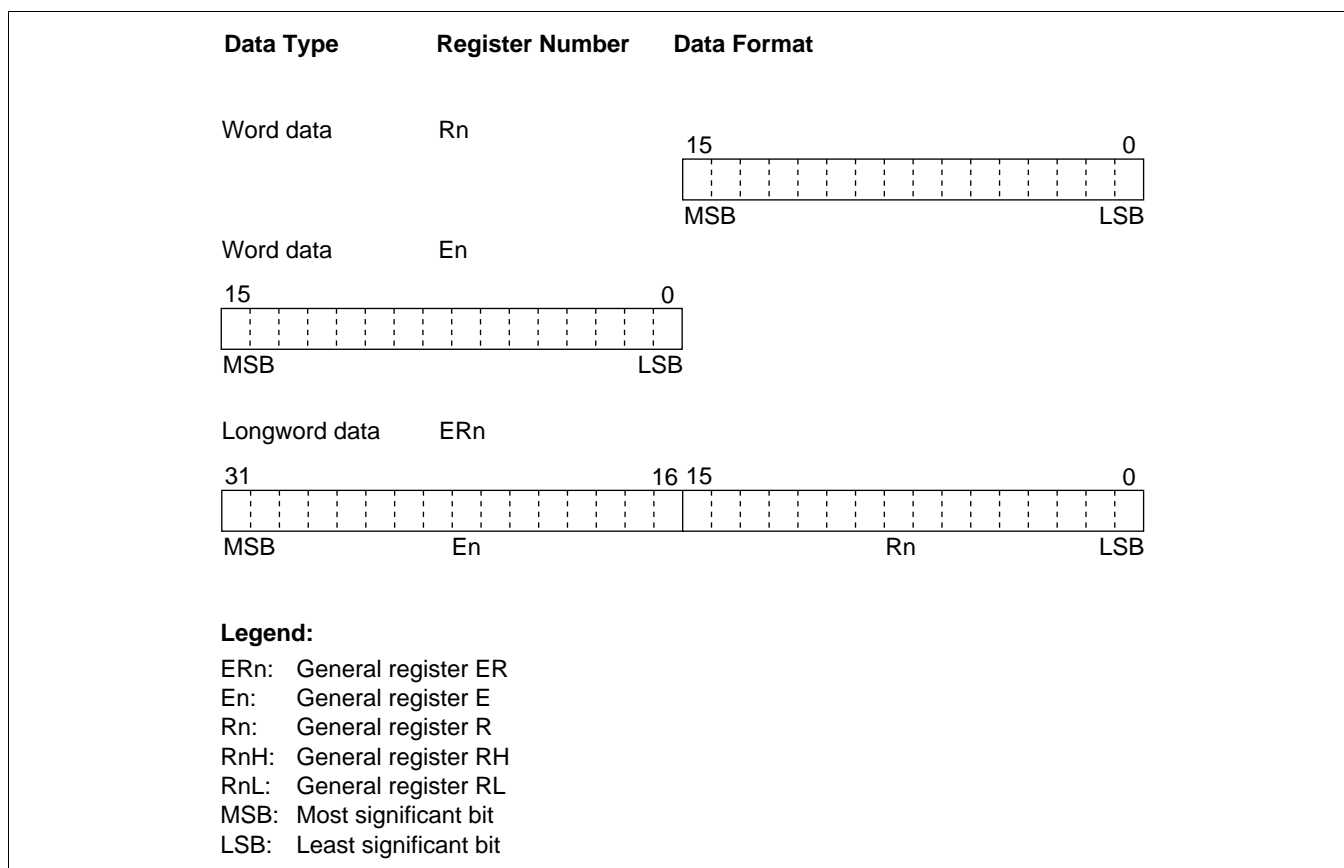 Data Type Register Number Data Format
Word data Rn
15 0
MSB LSB
Word data En
15 0
MSB LSB
Longword data ERn
31 16 15 0
MSB En Rn LSB
Legend:
ERn: General register ER
En: General register E
Rn: General register R
RnH: General register RH
RnL: General register RL
MSB: Most significant bit
LSB: Least significant bit